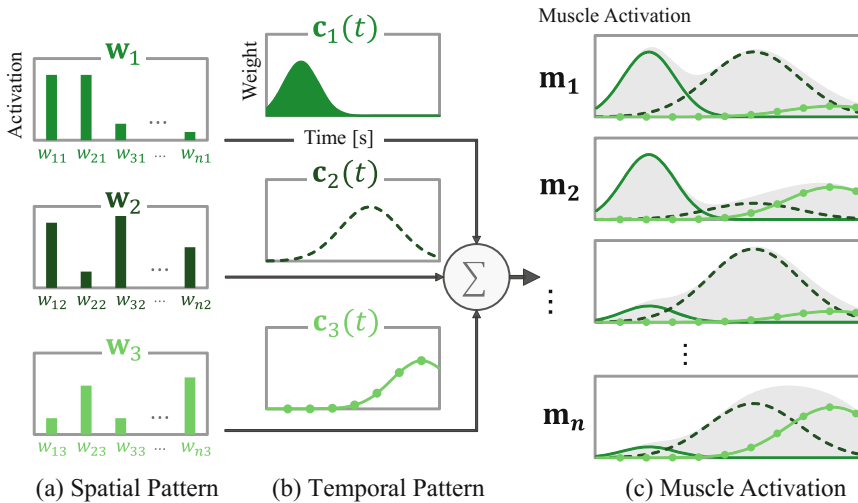 Muscle Activation
𝐰₁
𝐜₁(t)
Activation
Weight
𝐦₁
w₁₁ w₂₁ w₃₁ ... wₙ₁
...
Time [s]
𝐰₂
𝐜₂(t)
𝐦₂
...
w₁₂ w₂₂ w₃₂ ... wₙ₂
∑
⋮
𝐰₃
𝐜₃(t)
⋮
...
𝐦ₙ
w₁₃ w₂₃ w₃₃ ... wₙ₃
(a) Spatial Pattern
(b) Temporal Pattern
(c) Muscle Activation